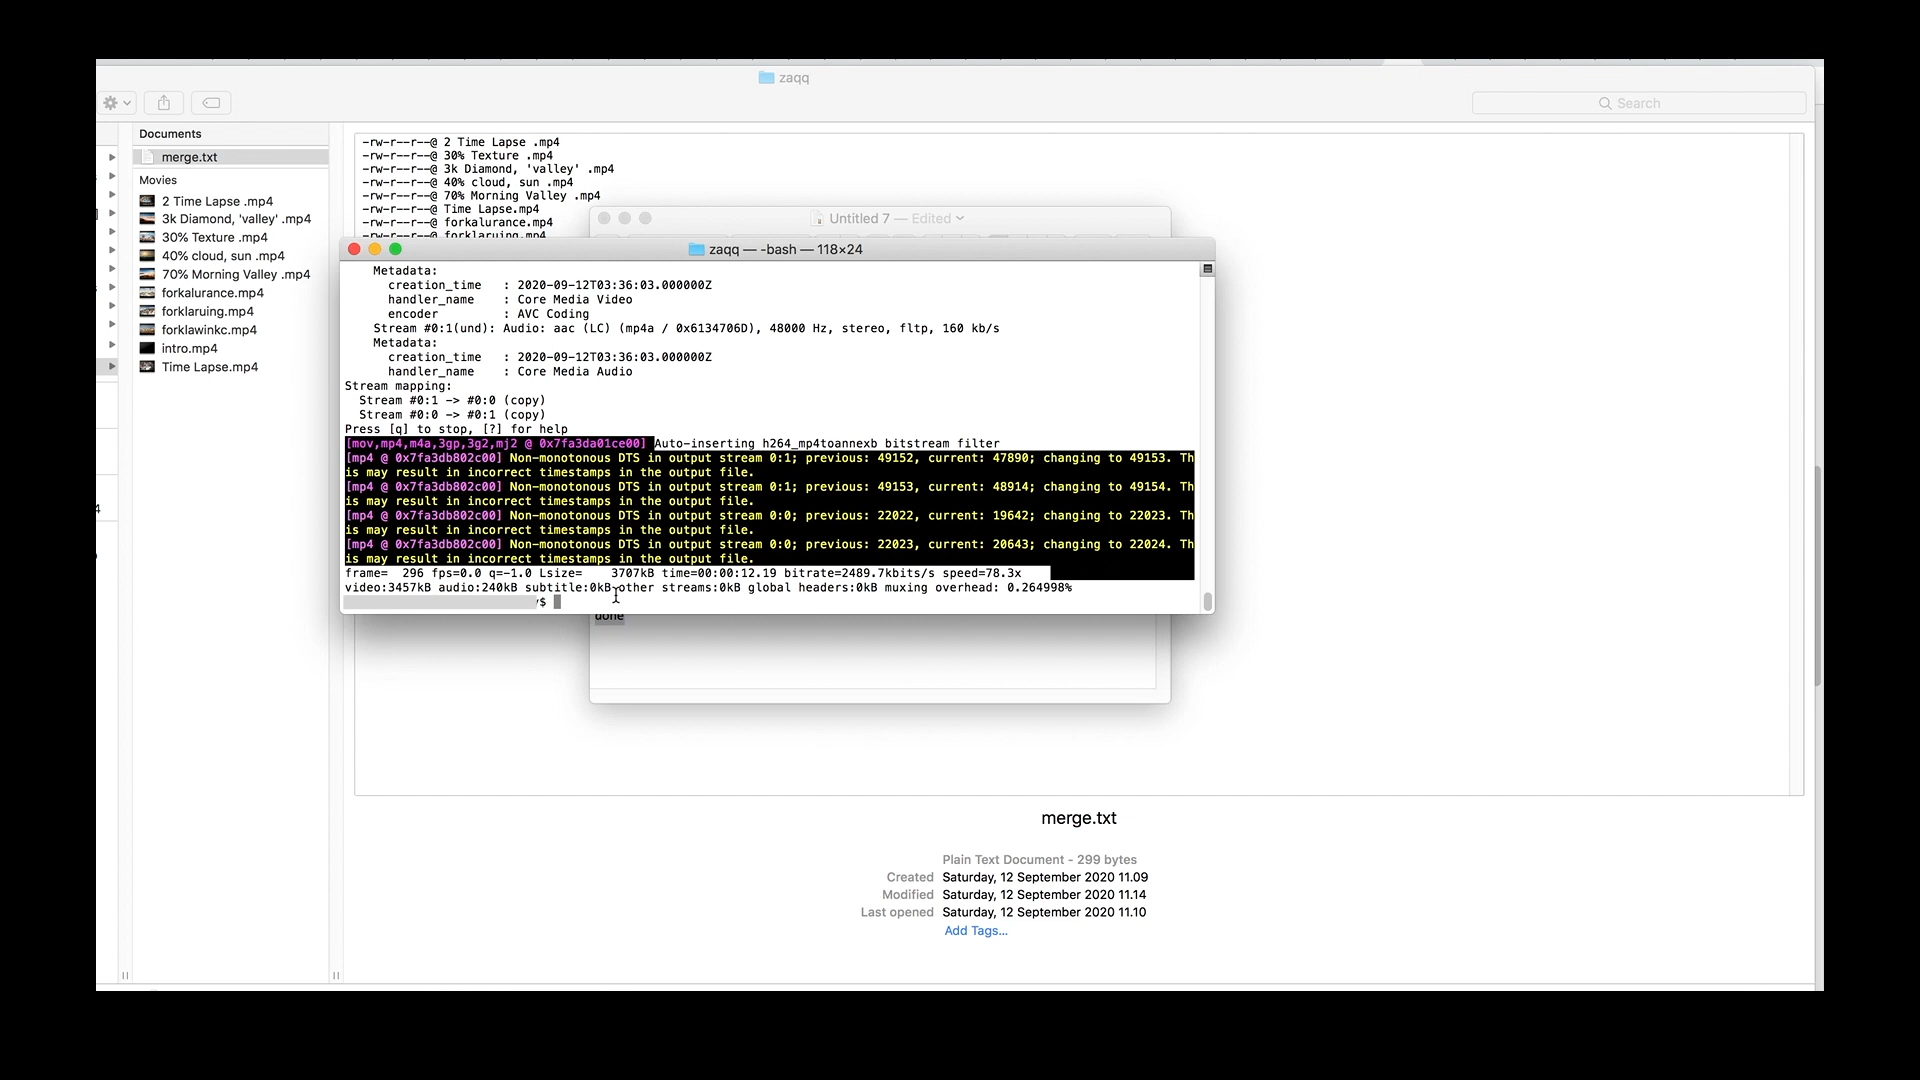 zaqq
Search
Documents
merge.txt
Movies
2 Time Lapse .mp4
3k Diamond, 'valley' .mp4
30% Texture .mp4
40% cloud, sun .mp4
70% Morning Valley .mp4
forkalurance.mp4
forklaruing.mp4
forklawinkc.mp4
intro.mp4
Time Lapse.mp4
-rw-r--r--@ 2 Time Lapse .mp4
-rw-r--r--@ 30% Texture .mp4
-rw-r--r--@ 3k Diamond, 'valley' .mp4
-rw-r--r--@ 40% cloud, sun .mp4
-rw-r--r--@ 70% Morning Valley .mp4
-rw-r--r--@ Time Lapse.mp4
-rw-r--r--@ forkalurance.mp4
-rw-r--r--@ forklaruing.mp4
Untitled 7 — Edited
zaqq — -bash — 118×24
Metadata:
creation_time : 2020-09-12T03:36:03.000000Z
handler_name : Core Media Video
encoder : AVC Coding
Stream #0:1(und): Audio: aac (LC) (mp4a / 0x6134706D), 48000 Hz, stereo, fltp, 160 kb/s
Metadata:
creation_time : 2020-09-12T03:36:03.000000Z
handler_name : Core Media Audio
Stream mapping:
Stream #0:1 -> #0:0 (copy)
Stream #0:0 -> #0:1 (copy)
Press [q] to stop, [?] for help
[mov,mp4,m4a,3gp,3g2,mj2 @ 0x7fa3da01ce00] Auto-inserting h264_mp4toannexb bitstream filter
[mp4 @ 0x7fa3db802c00] Non-monotonous DTS in output stream 0:1; previous: 49152, current: 47890; changing to 49153. Th
is may result in incorrect timestamps in the output file.
[mp4 @ 0x7fa3db802c00] Non-monotonous DTS in output stream 0:1; previous: 49153, current: 48914; changing to 49154. Th
is may result in incorrect timestamps in the output file.
[mp4 @ 0x7fa3db802c00] Non-monotonous DTS in output stream 0:0; previous: 22022, current: 19642; changing to 22023. Th
is may result in incorrect timestamps in the output file.
[mp4 @ 0x7fa3db802c00] Non-monotonous DTS in output stream 0:0; previous: 22023, current: 20643; changing to 22024. Th
is may result in incorrect timestamps in the output file.
frame= 296 fps=0.0 q=-1.0 Lsize= 3707kB time=00:00:12.19 bitrate=2489.7kbits/s speed=78.3x
video:3457kB audio:240kB subtitle:0kB other streams:0kB global headers:0kB muxing overhead: 0.264998%
$
done
merge.txt
Plain Text Document - 299 bytes
Created Saturday, 12 September 2020 11.09
Modified Saturday, 12 September 2020 11.14
Last opened Saturday, 12 September 2020 11.10
Add Tags...